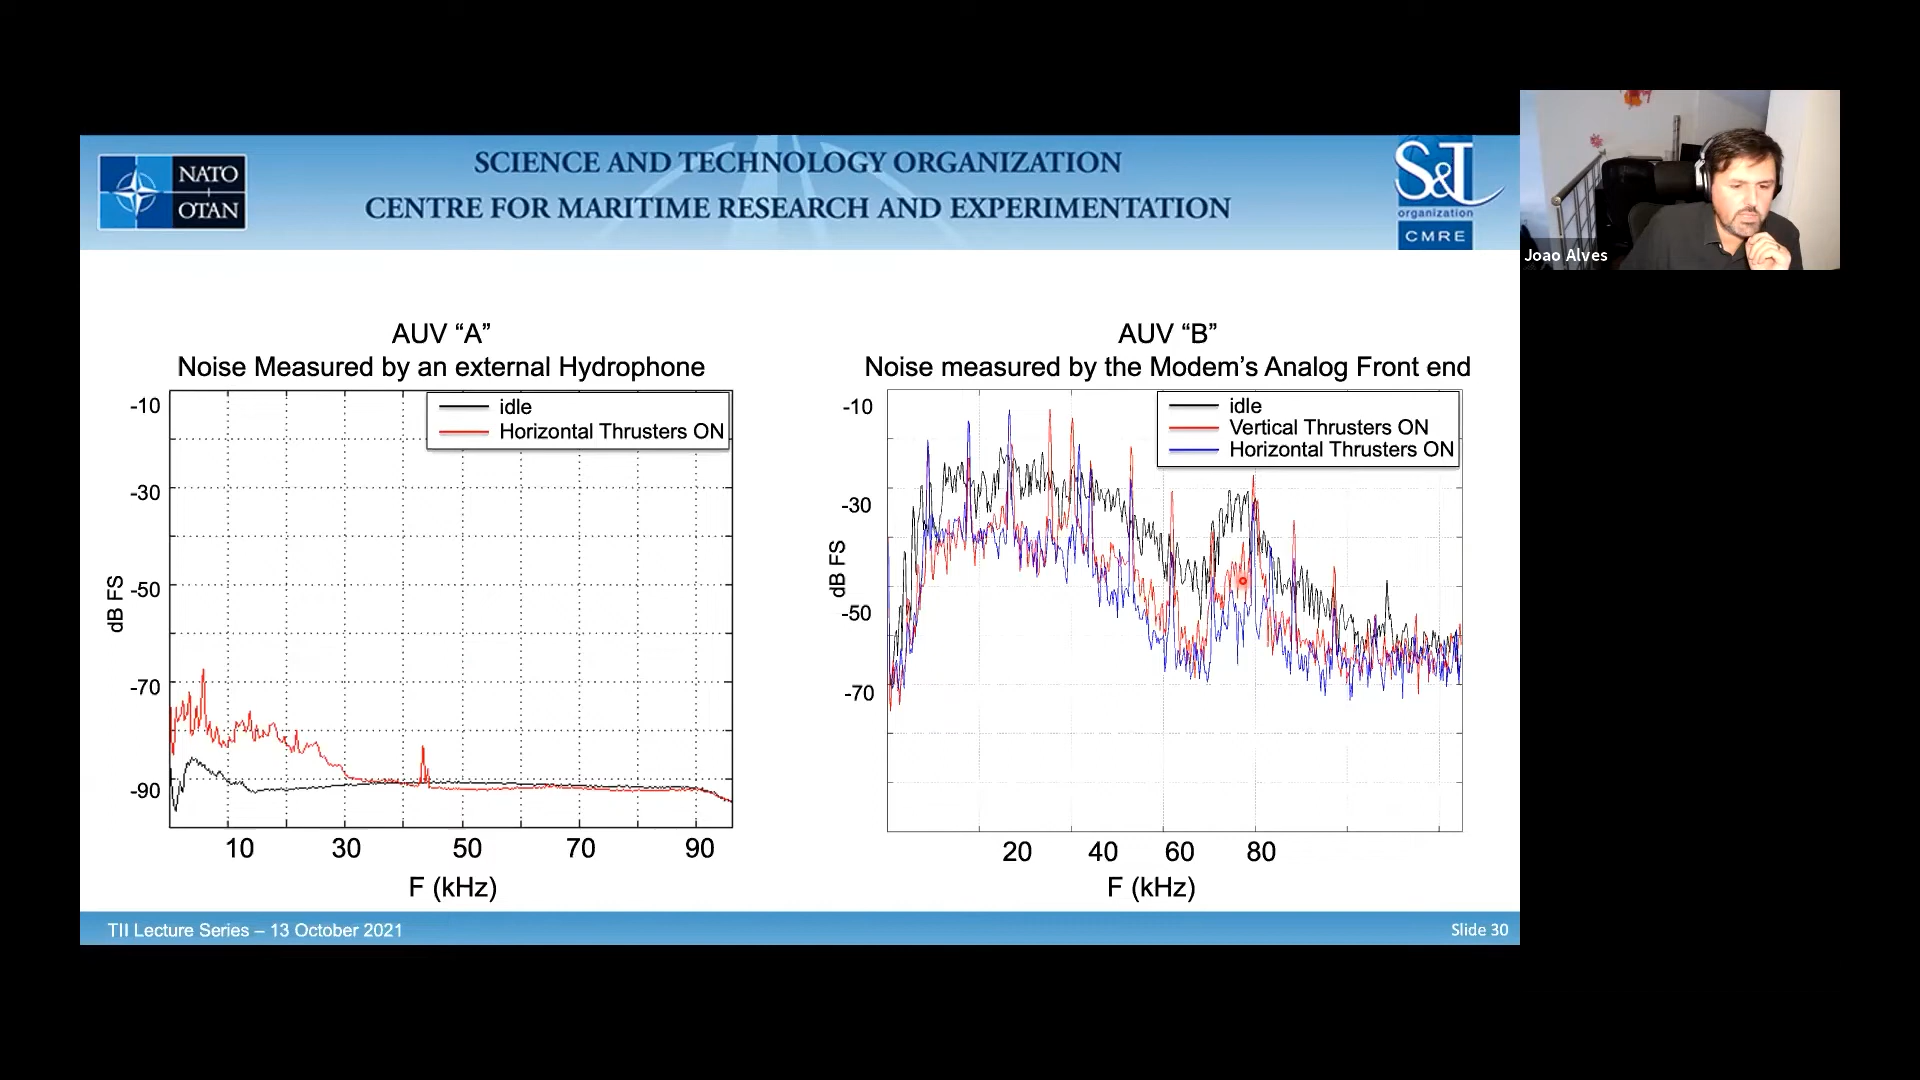 NATO
OTAN
SCIENCE AND TECHNOLOGY ORGANIZATION
CENTRE FOR MARITIME RESEARCH AND EXPERIMENTATION
S&T
organization
CMRE
Joao Alves
AUV “A”
Noise Measured by an external Hydrophone
idle
Horizontal Thrusters ON
-10
-30
-50
-70
-90
dB FS
10 30 50 70 90
F (kHz)
AUV “B”
Noise measured by the Modem’s Analog Front end
idle
Vertical Thrusters ON
Horizontal Thrusters ON
-10
-30
-50
-70
dB FS
20 40 60 80
F (kHz)
TII Lecture Series – 13 October 2021
Slide 30